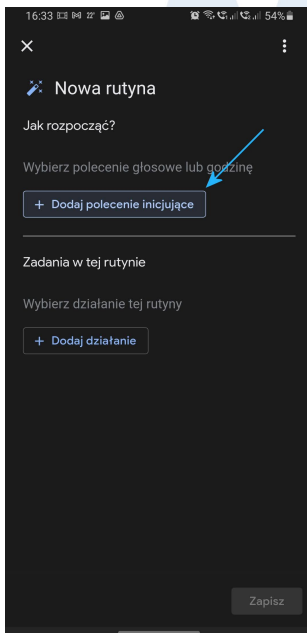 16:33 22° 54%
Nowa rutyna
Jak rozpocząć?
Wybierz polecenie głosowe lub godzinę
+ Dodaj polecenie inicjujące
Zadania w tej rutynie
Wybierz działanie tej rutyny
+ Dodaj działanie
Zapisz